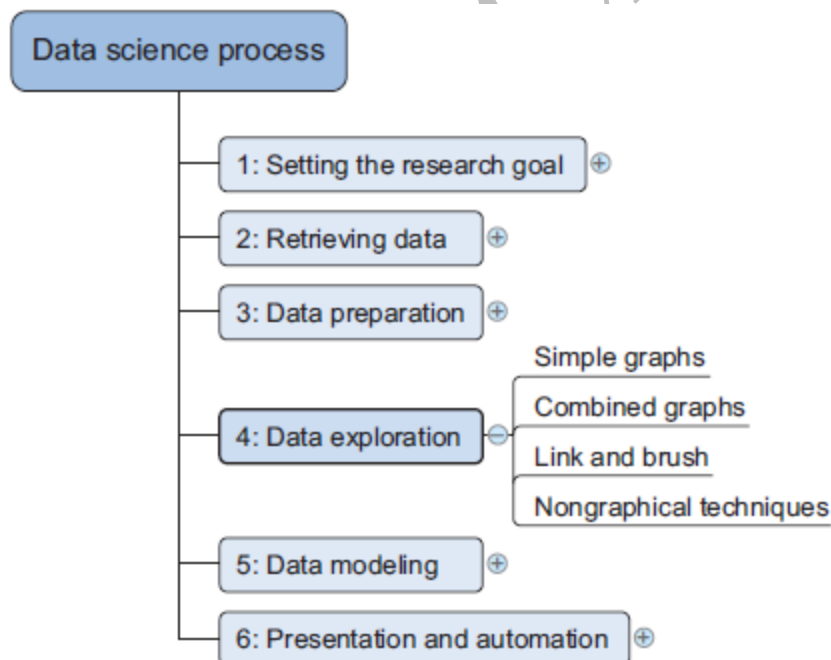 Data science process
1: Setting the research goal
2: Retrieving data
3: Data preparation
4: Data exploration
Simple graphs
Combined graphs
Link and brush
Nongraphical techniques
5: Data modeling
6: Presentation and automation